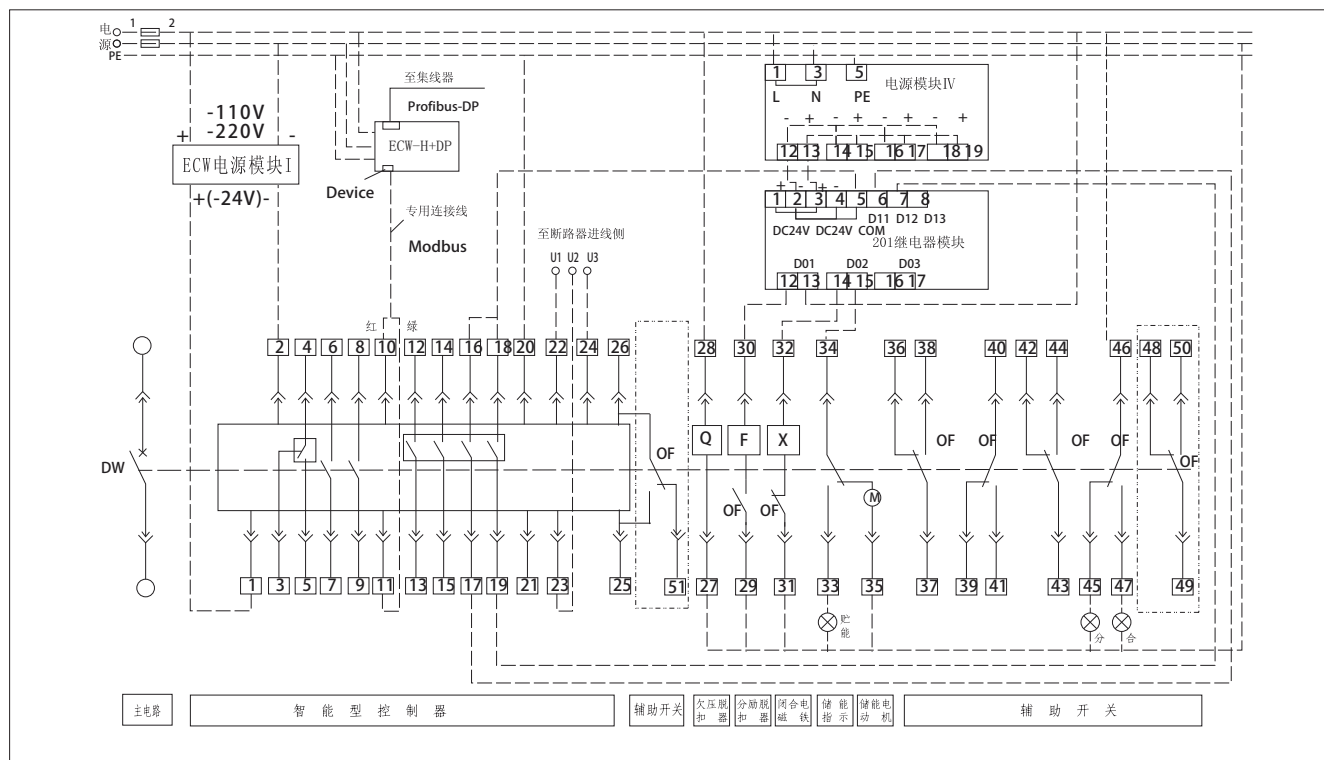 电 1 2
源
PE
至集线器
Profibus-DP
ECW-H+DP
Device
-110V
-220V
+ -
ECW电源模块I
+(-24V)-
专用连接线
Modbus
至断路器进线侧
U1 U2 U3
红 绿
1 3 5
电源模块IV
L N PE
- + - + - + - +
12 13 14 15 16 17 18 19
+ - + -
1 2 3 4 5 6 7 8
D11 D12 D13
DC24V DC24V COM
201继电器模块
D01 D02 D03
12 13 14 15 16 17
2 4 6 8 10 12 14 16 18 20 22 24 26 28 30 32 34 36 38 40 42 44 46 48 50
Q F X
DW
OF OF OF OF OF OF
M
OF OF
1 3 5 7 9 11 13 15 17 19 21 23 25 51 27 29 31 33 35 37 39 41 43 45 47 49
贮能
分 合
主电路
智能型控制器
辅助开关
欠压脱扣器
分励脱扣器
闭合电磁铁
储能指示
储能电动机
辅助开关